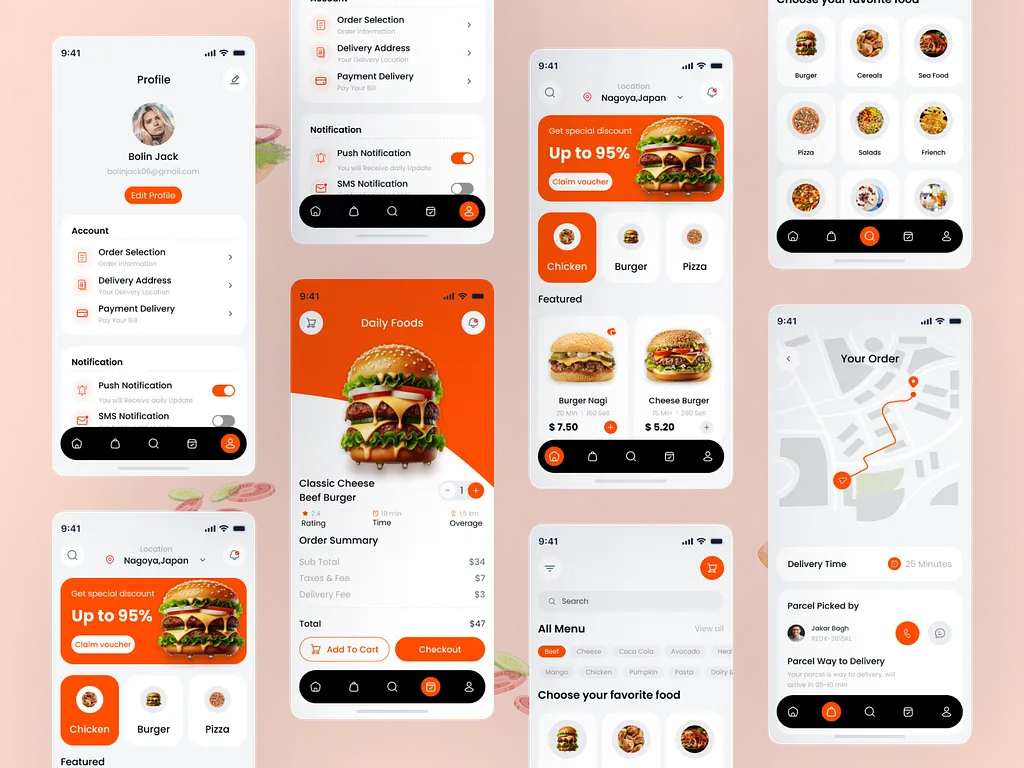 9:41
Profile
Bolin Jack
bolinjack06@gmail.com
Edit Profile
Account
Order Selection
Order Information
Delivery Address
Your Delivery Location
Payment Delivery
Pay Your Bill
Notification
Push Notification
You will Receive daily Update
SMS Notification
9:41
Location
Nagoya,Japan
Get special discount
Up to 95%
Claim voucher
Chicken
Burger
Pizza
Featured
Account
Order Selection
Order Information
Delivery Address
Your Delivery Location
Payment Delivery
Pay Your Bill
Notification
Push Notification
You will Receive daily Update
SMS Notification
9:41
Daily Foods
Classic Cheese
Beef Burger
- 1 +
2.4
Rating
18 min
Time
1.5 km
Overage
Order Summary
Sub Total $34
Taxes & Fee $7
Delivery Fee $3
Total $47
Add To Cart
Checkout
9:41
Location
Nagoya,Japan
Get special discount
Up to 95%
Claim voucher
Chicken
Burger
Pizza
Featured
Burger Nagi
20 Min | 160 Sell
$ 7.50 +
Cheese Burger
15 Min | 290 Sell
$ 5.20 +
9:41
Search
All Menu View all
Beef Cheese Coca Cola Avocodo Heal
Mango Chicken Pumpkin Pasta Dairy &
Choose your favorite food
Choose your favorite food
Burger
Cereals
Sea Food
Pizza
Salads
Friench
9:41
Your Order
Delivery Time 25 Minutes
Parcel Picked by
Jakar Bagh
Parcel Way to Delivery
Your parcel is way to delivery, will
arrive in 05-10 min